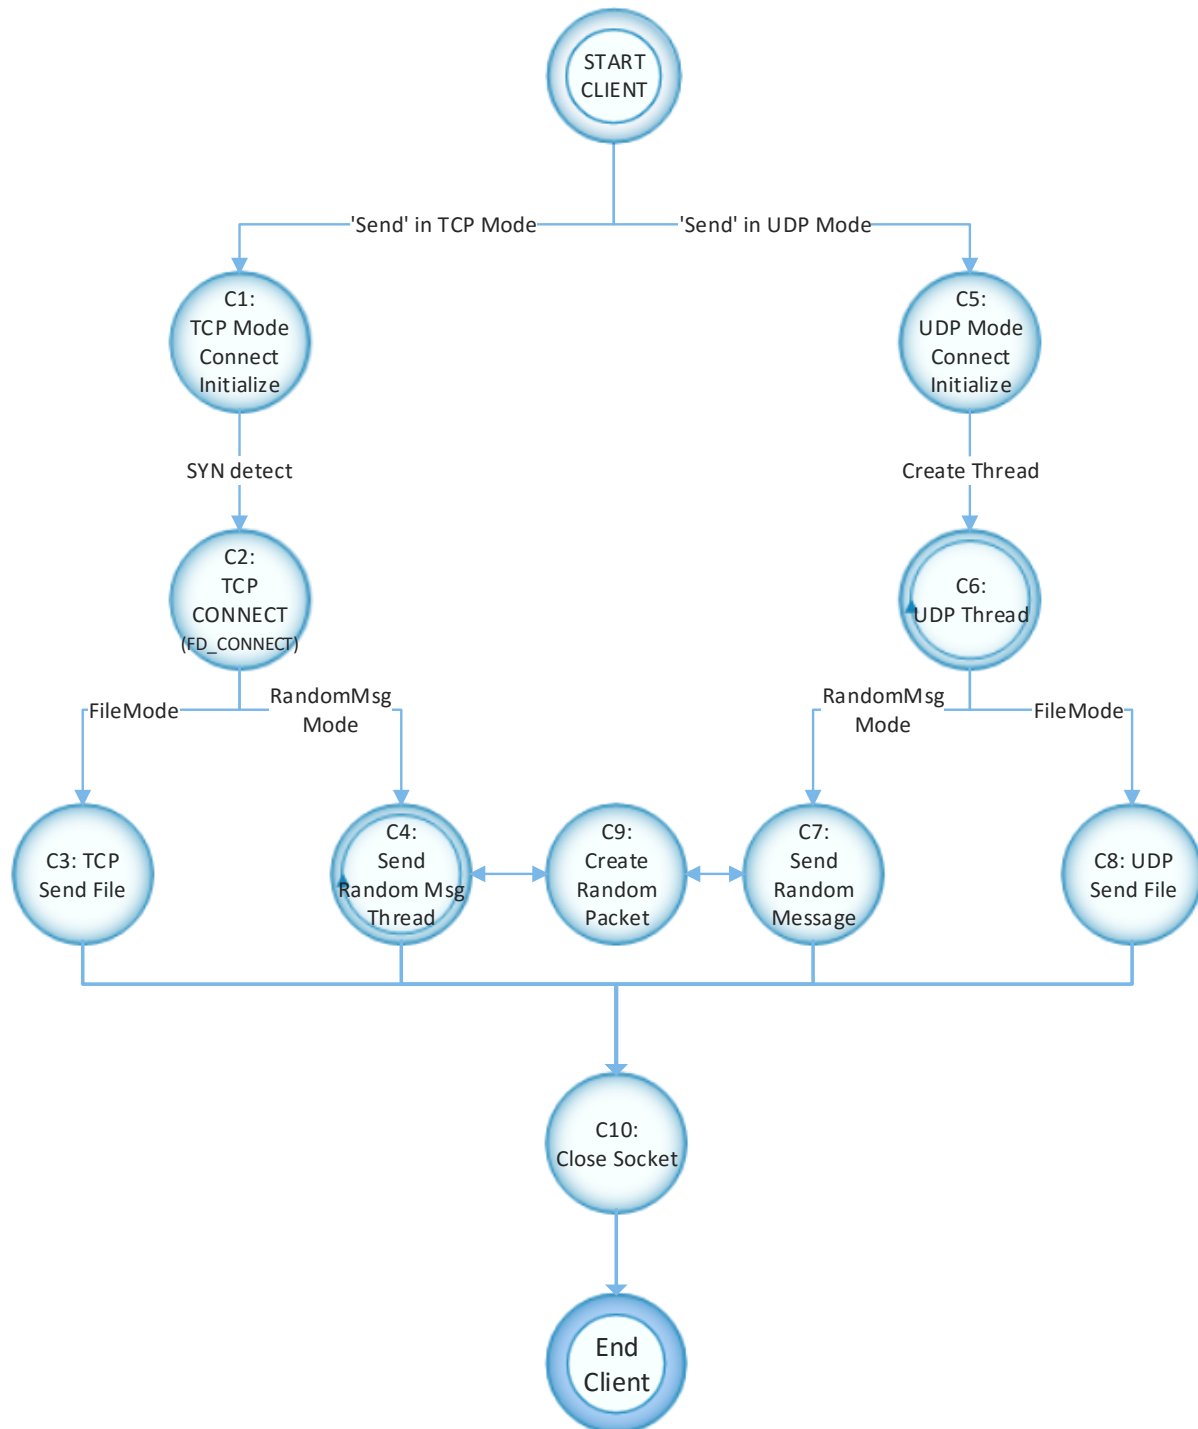 START
CLIENT
'Send' in TCP Mode
'Send' in UDP Mode
C1:
TCP Mode
Connect
Initialize
C5:
UDP Mode
Connect
Initialize
SYN detect
Create Thread
C2:
TCP
CONNECT
(FD_CONNECT)
C6:
UDP Thread
FileMode
RandomMsg
Mode
RandomMsg
Mode
FileMode
C3: TCP
Send File
C4:
Send
Random Msg
Thread
C9:
Create
Random
Packet
C7:
Send
Random
Message
C8: UDP
Send File
C10:
Close Socket
End
Client